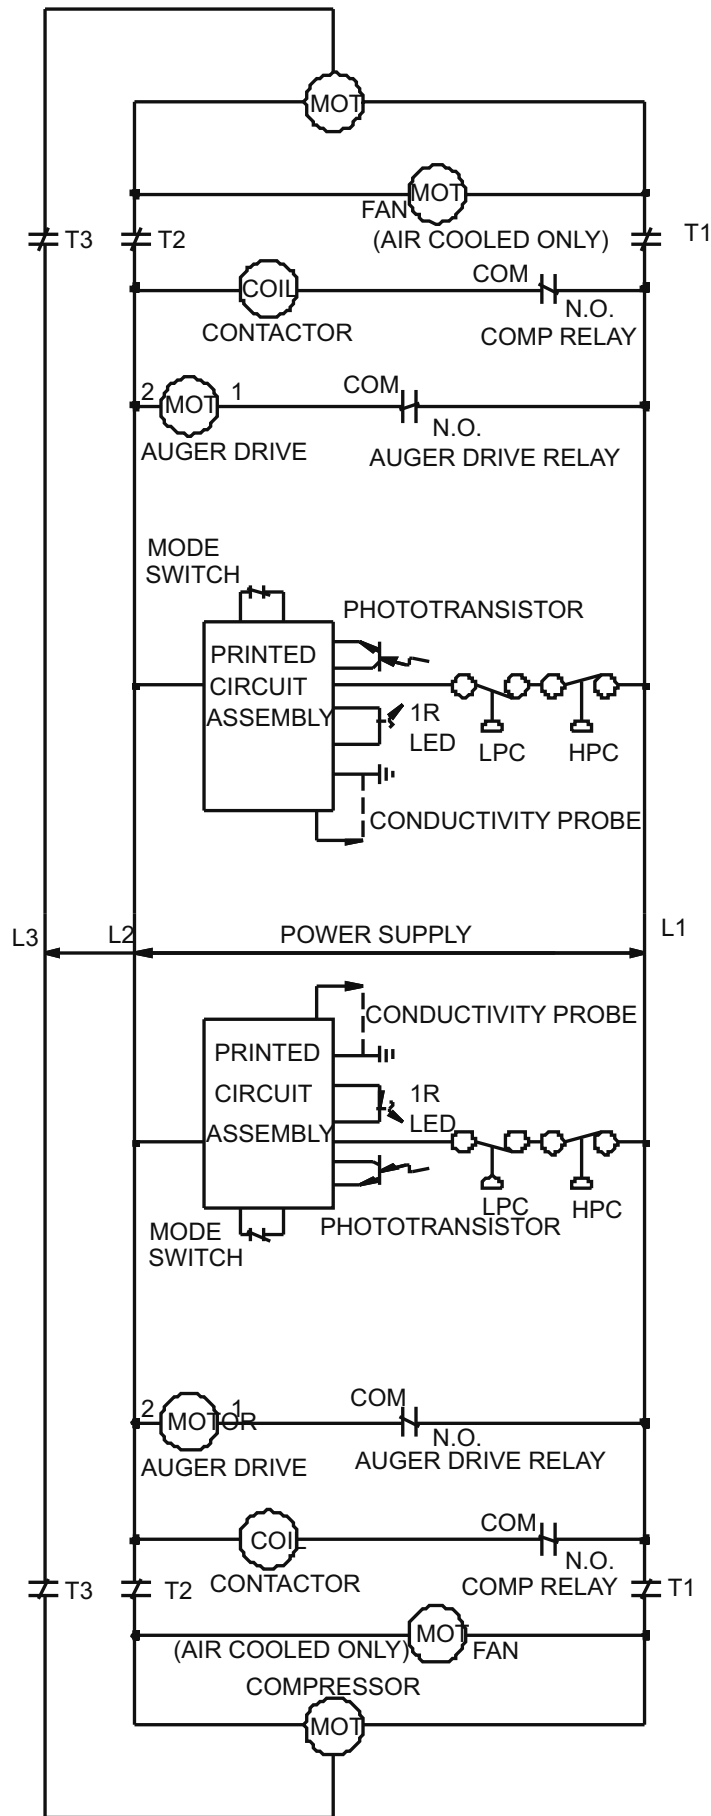 MOT
MOT
FAN
T3
T2
(AIR COOLED ONLY)
T1
COM
COIL
N.O.
CONTACTOR
COMP RELAY
2
1
COM
MOT
N.O.
AUGER DRIVE
AUGER DRIVE RELAY
MODE
SWITCH
PHOTOTRANSISTOR
PRINTED
CIRCUIT
ASSEMBLY
1R
LED
LPC
HPC
CONDUCTIVITY PROBE
L3
L2
POWER SUPPLY
L1
CONDUCTIVITY PROBE
PRINTED
CIRCUIT
ASSEMBLY
1R
LED
LPC
HPC
PHOTOTRANSISTOR
MODE
SWITCH
2
1
COM
MOTOR
N.O.
AUGER DRIVE
AUGER DRIVE RELAY
COM
COIL
N.O.
CONTACTOR
COMP RELAY
T3
T2
T1
(AIR COOLED ONLY)
MOT
FAN
COMPRESSOR
MOT